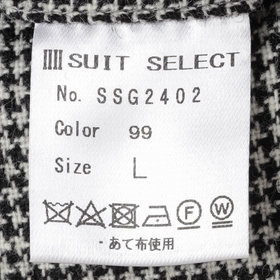 SUIT SELECT
No. SSG2402
Color 99
Size L
F W
-あて布使用